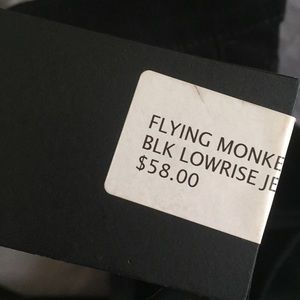 FLYING MONKE
BLK LOWRISE JE
$58.00